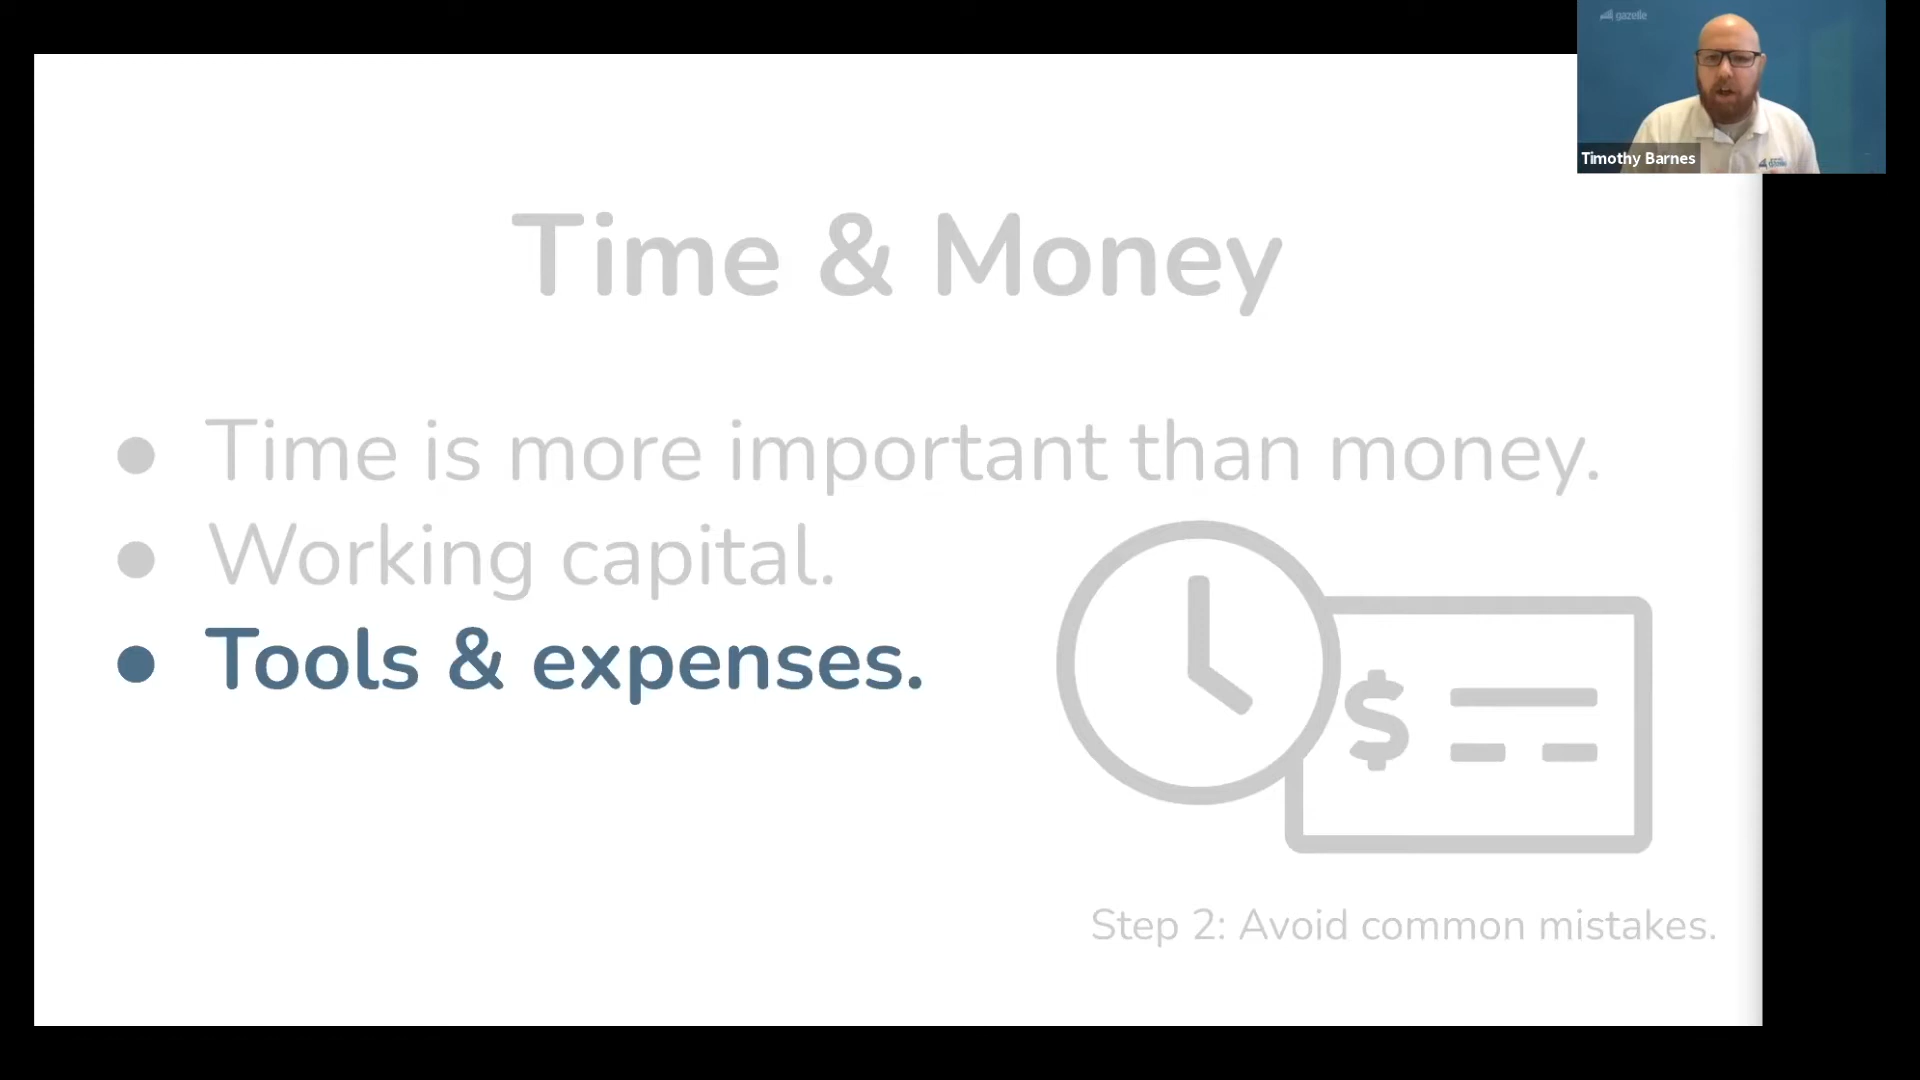 gazelle
Timothy Barnes
Time & Money
● Time is more important than money.
● Working capital.
● Tools & expenses.
$
Step 2: Avoid common mistakes.